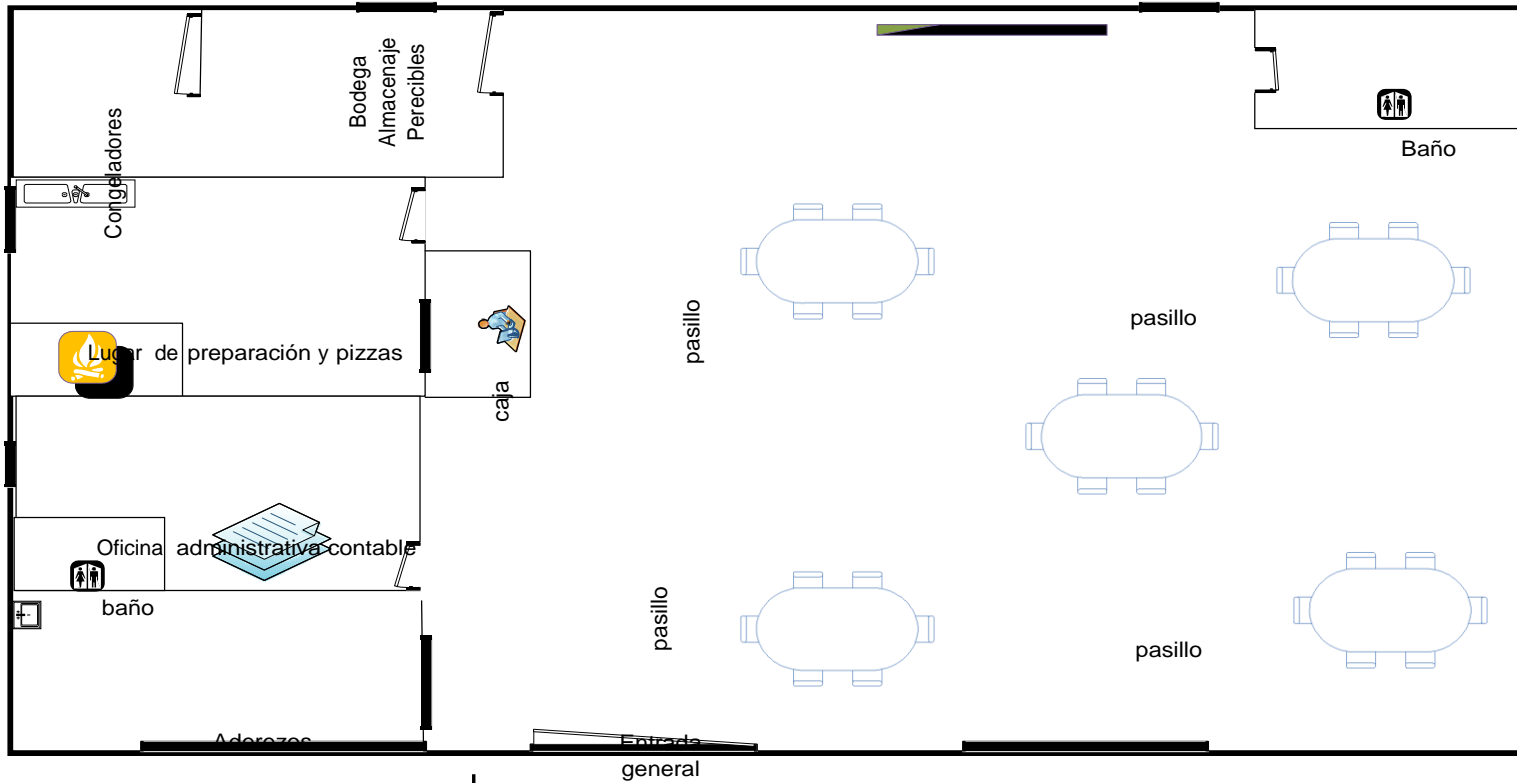 Bodega
Almacenaje
Perecibles
Congeladores
Baño
pasillo
pasillo
Lugar de preparación y pizzas
caja
Oficina administrativa contable
baño
pasillo
pasillo
Aderezos
Entrada
general